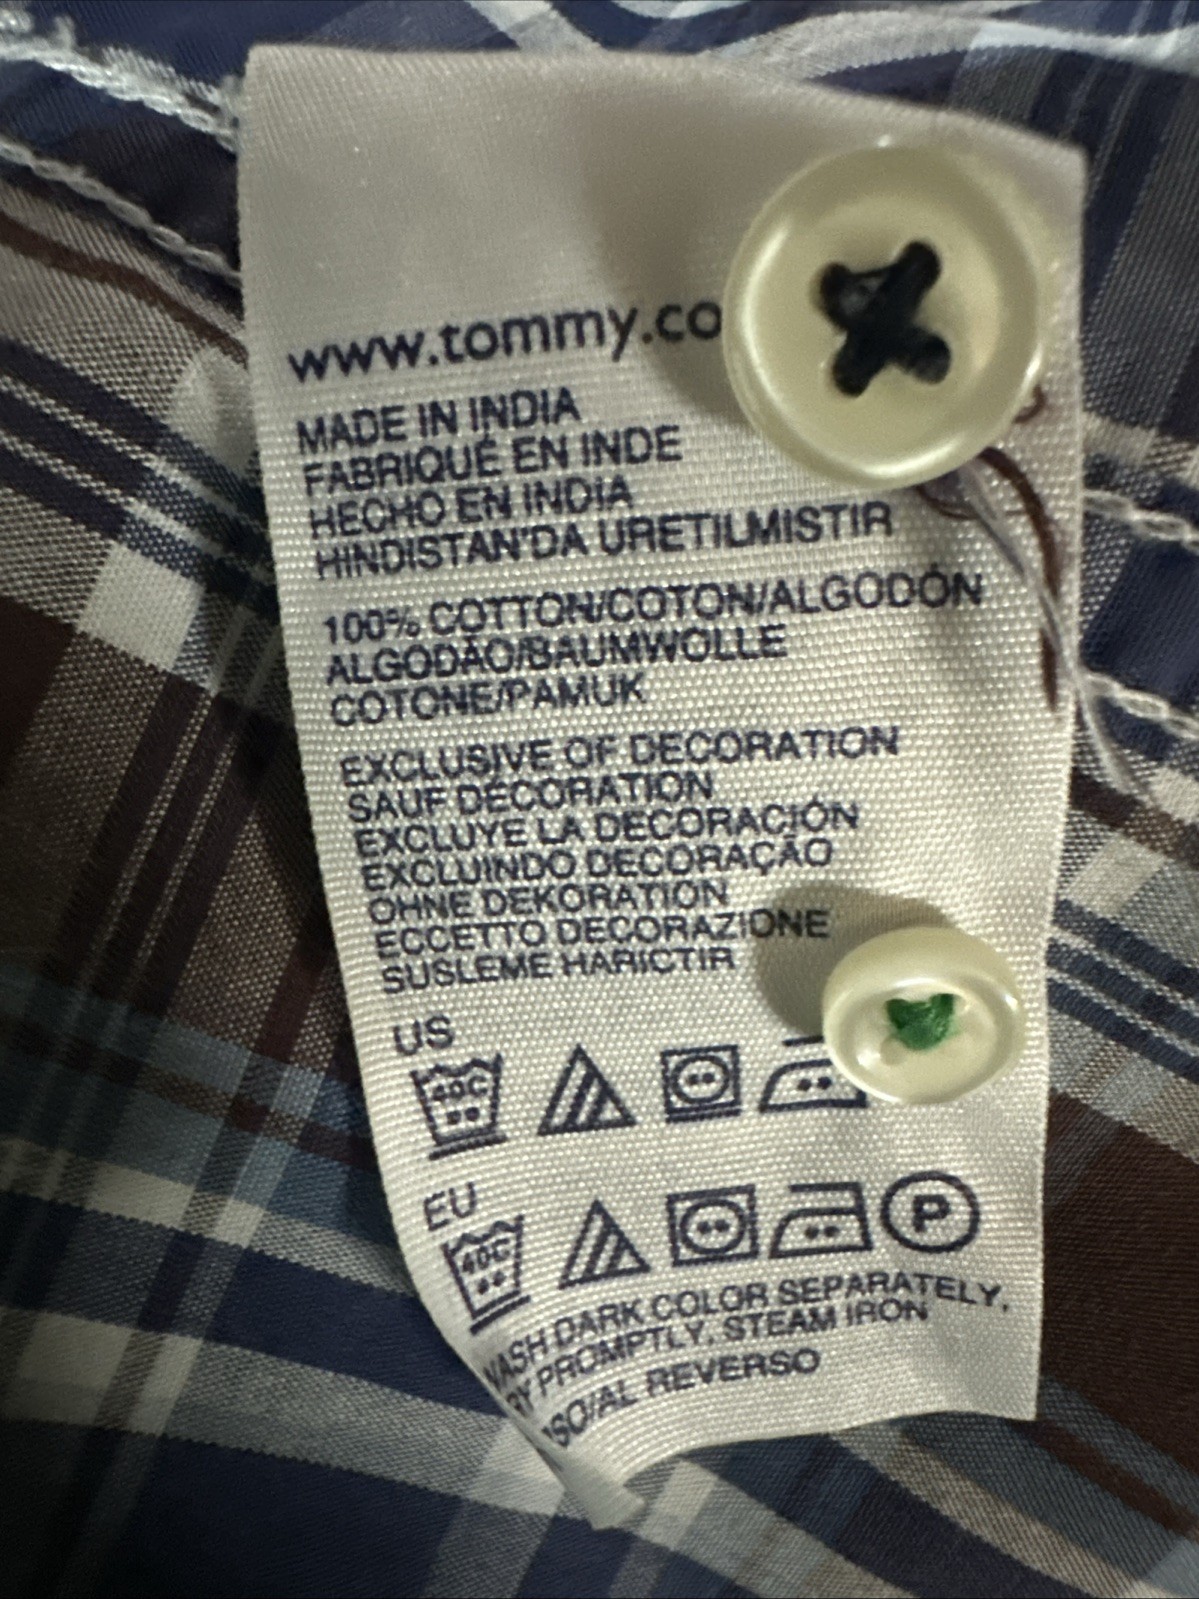 www.tommy.co
MADE IN INDIA
FABRIQUÉ EN INDE
HECHO EN INDIA
HINDISTAN'DA URETILMISTIR
100% COTTON/COTON/ALGODÓN
ALGODÃO/BAUMWOLLE
COTONE/PAMUK
EXCLUSIVE OF DECORATION
SAUF DÉCORATION
EXCLUYE LA DECORACIÓN
EXCLUINDO DECORAÇÃO
OHNE DEKORATION
ECCETTO DECORAZIONE
SUSLEME HARICTIR
US
40C
EU
40C
P
WASH DARK COLOR SEPARATELY,
PROMPTLY, STEAM IRON
REVERSO